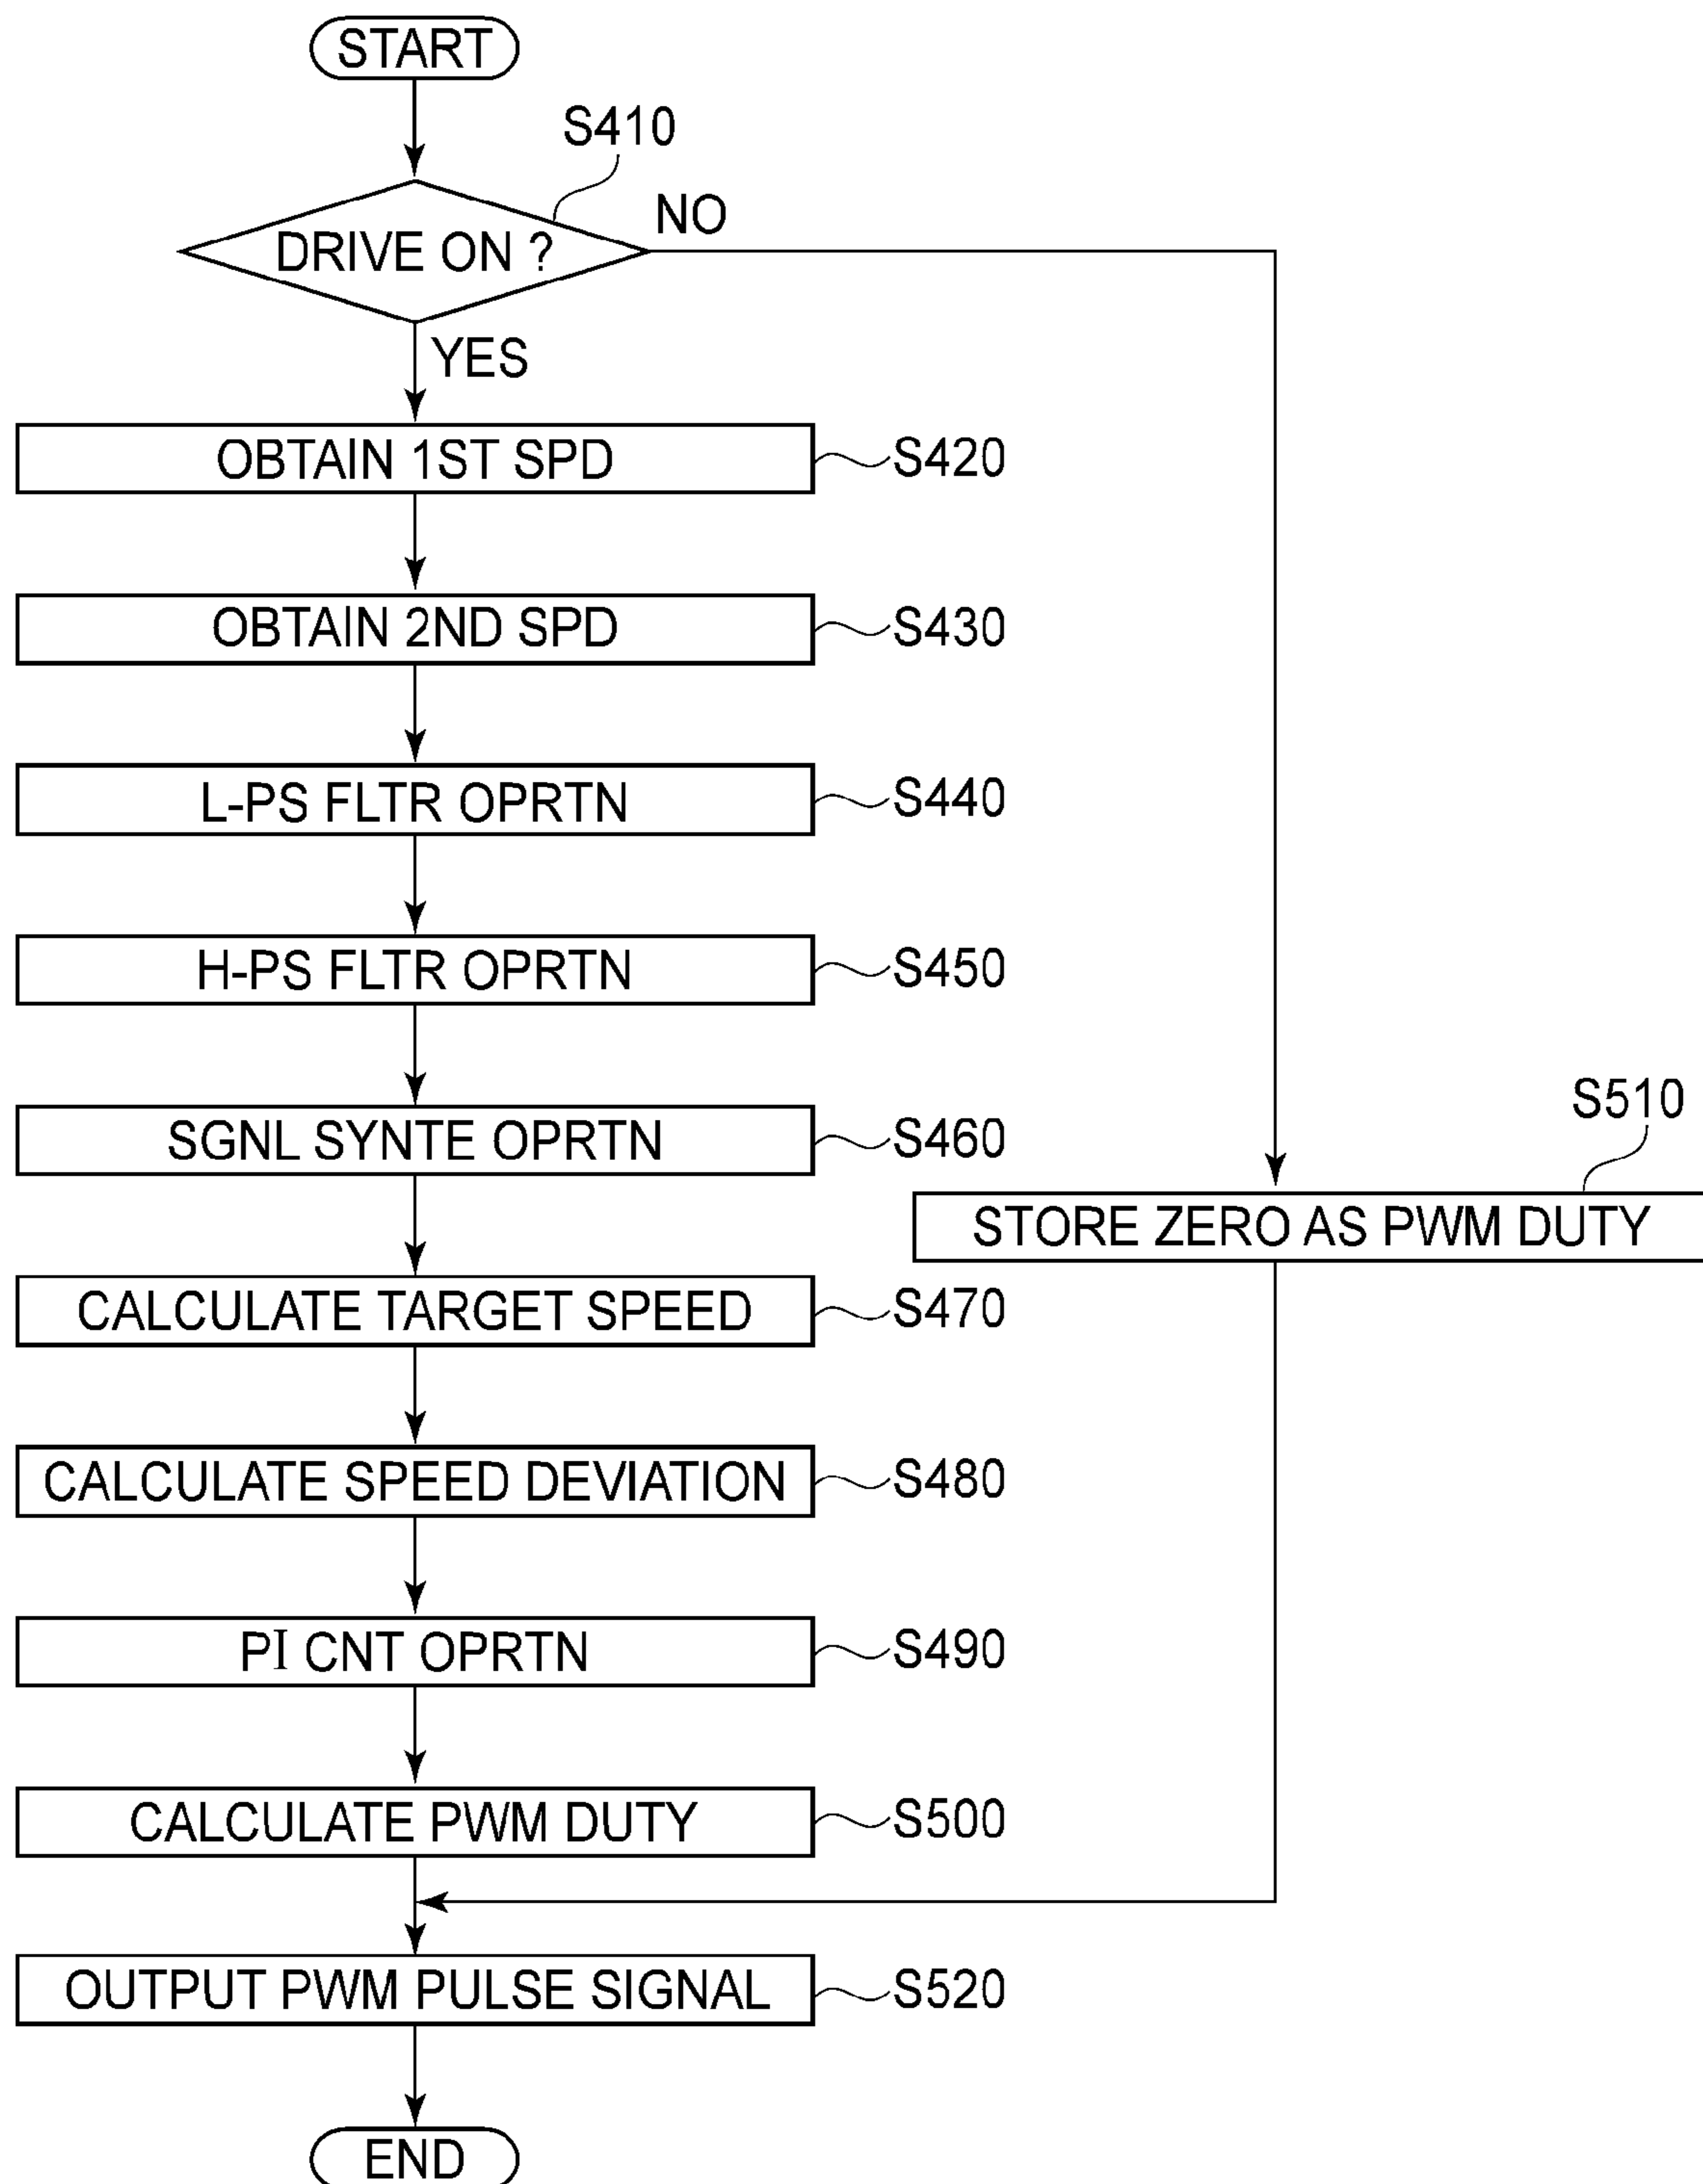 START
S410
DRIVE ON ?
NO
YES
OBTAIN 1ST SPD
S420
OBTAIN 2ND SPD
S430
L-PS FLTR OPRTN
S440
H-PS FLTR OPRTN
S450
SGNL SYNTE OPRTN
S460
S510
STORE ZERO AS PWM DUTY
CALCULATE TARGET SPEED
S470
CALCULATE SPEED DEVIATION
S480
PI CNT OPRTN
S490
CALCULATE PWM DUTY
S500
OUTPUT PWM PULSE SIGNAL
S520
END